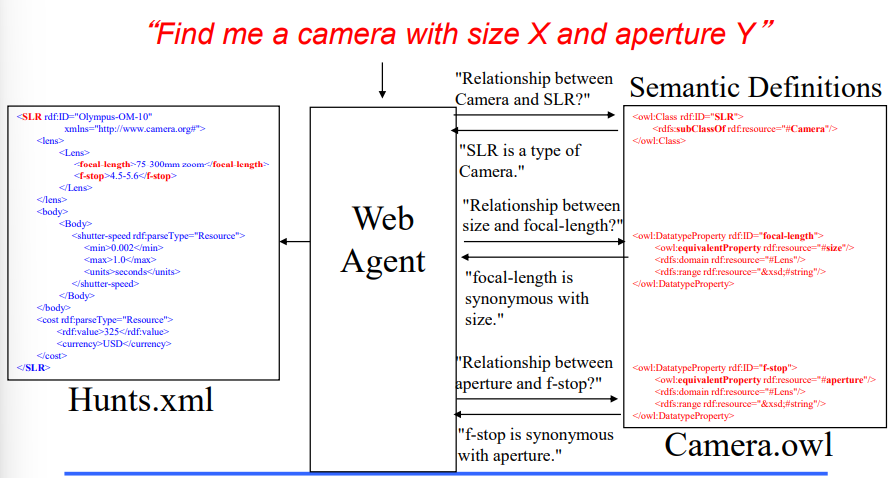 “Find me a camera with size X and aperture Y”
<SLR rdf:ID="Olympus-OM-10"
xmlns="http://www.camera.org#">
<lens>
<Lens>
<focal-length>75-300mm zoom</focal-length>
<f-stop>4.5-5.6</f-stop>
</Lens>
</lens>
<body>
<Body>
<shutter-speed rdf:parseType="Resource">
<min>0.002</min>
<max>1.0</max>
<units>seconds</units>
</shutter-speed>
</Body>
</body>
<cost rdf:parseType="Resource">
<rdf:value>325</rdf:value>
<currency>USD</currency>
</cost>
</SLR>
Hunts.xml
Web
Agent
"Relationship between
Camera and SLR?"
"SLR is a type of
Camera."
"Relationship between
size and focal-length?"
"focal-length is
synonymous with
size."
"Relationship between
aperture and f-stop?"
"f-stop is synonymous
with aperture."
Semantic Definitions
<owl:Class rdf:ID="SLR">
<rdfs:subClassOf rdf:resource="#Camera"/>
</owl:Class>
<owl:DatatypeProperty rdf:ID="focal-length">
<owl:equivalentProperty rdf:resource="#size"/>
<rdfs:domain rdf:resource="#Lens"/>
<rdfs:range rdf:resource="&xsd;#string"/>
</owl:DatatypeProperty>
<owl:DatatypeProperty rdf:ID="f-stop">
<owl:equivalentProperty rdf:resource="#aperture"/>
<rdfs:domain rdf:resource="#Lens"/>
<rdfs:range rdf:resource="&xsd;#string"/>
</owl:DatatypeProperty>
Camera.owl